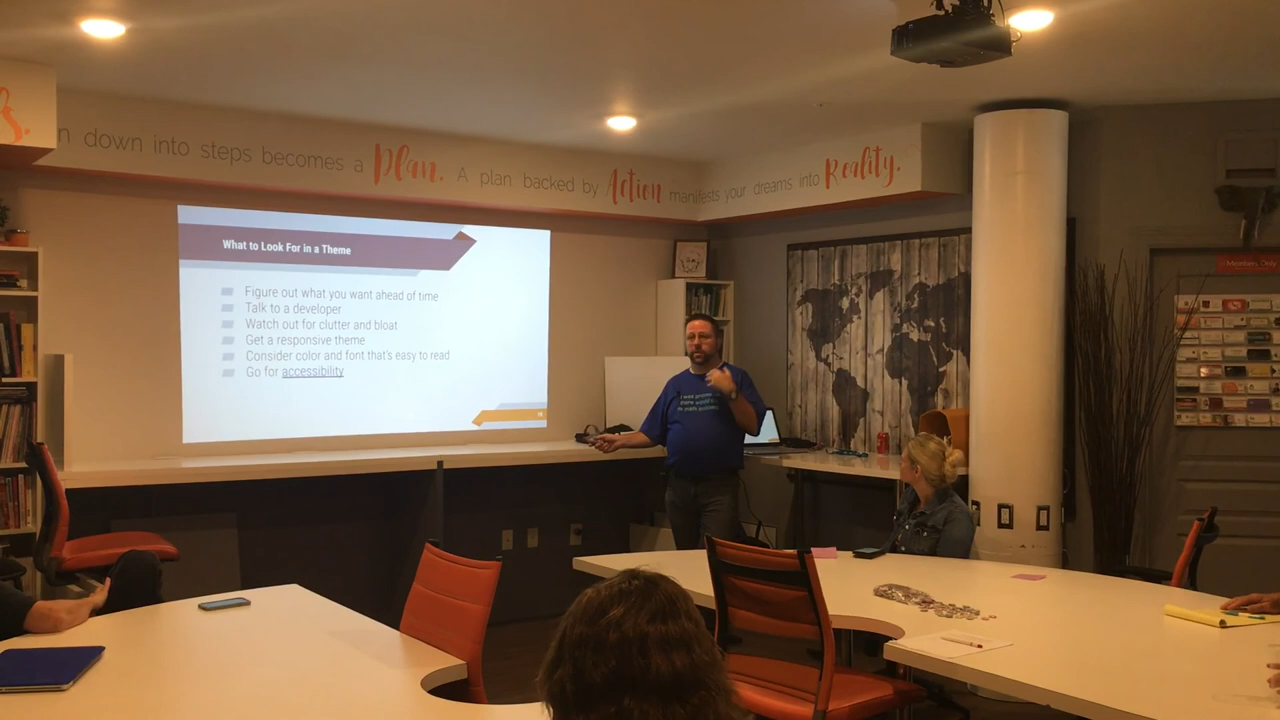 n down into steps becomes a Plan. A plan backed by Action manifests your dreams into Reality.
What to Look For in a Theme
Figure out what you want ahead of time
Talk to a developer
Watch out for clutter and bloat
Get a responsive theme
Consider color and font that's easy to read
Go for accessibility
Members Only